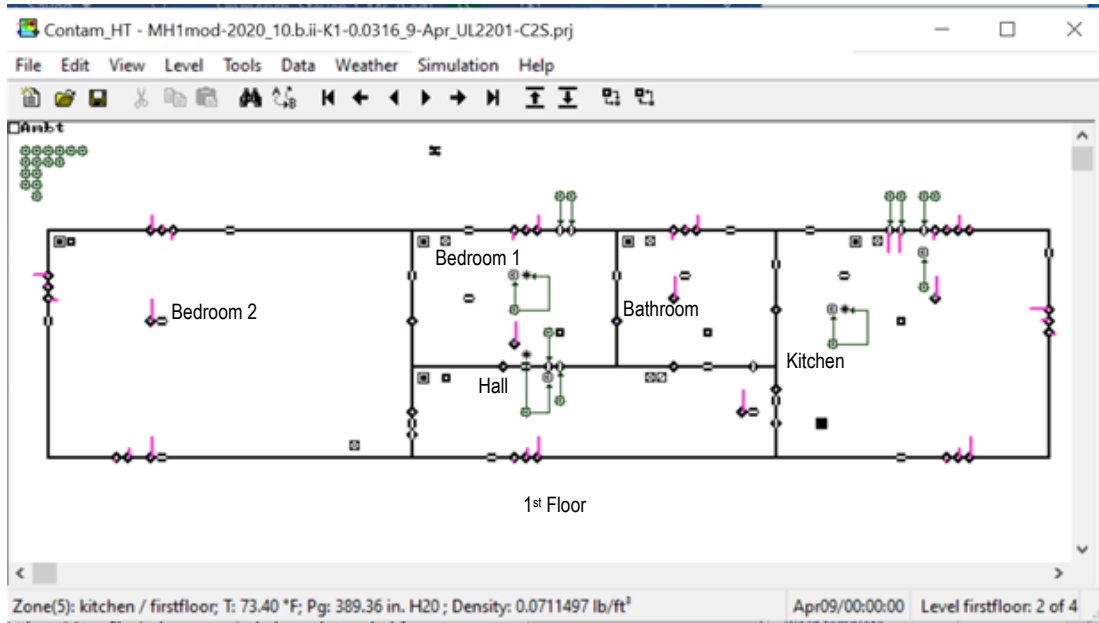 Contam_HT - MH1mod-2020_10.b.ii-K1-0.0316_9-Apr_UL2201-C2S.prj
File Edit View Level Tools Data Weather Simulation Help
Ambt
Bedroom 1
Bedroom 2
Bathroom
Kitchen
Hall
1st Floor
Zone(5): kitchen / firstfloor; T: 73.40 °F; Pg: 389.36 in. H20 ; Density: 0.0711497 lb/ft³ Apr09/00:00:00 Level firstfloor: 2 of 4